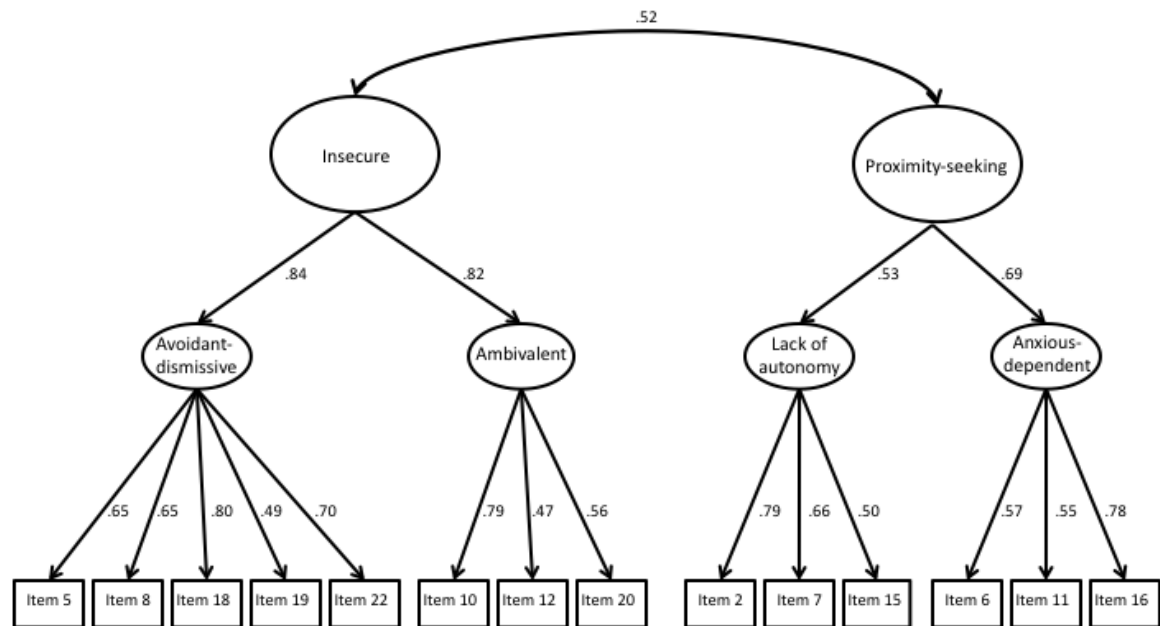 .52
Insecure
Proximity-seeking
.84
.82
.53
.69
Avoidant-
dismissive
Ambivalent
Lack of
autonomy
Anxious-
dependent
.65
.65
.80
.49
.70
.79
.47
.56
.79
.66
.50
.57
.55
.78
Item 5
Item 8
Item 18
Item 19
Item 22
Item 10
Item 12
Item 20
Item 2
Item 7
Item 15
Item 6
Item 11
Item 16